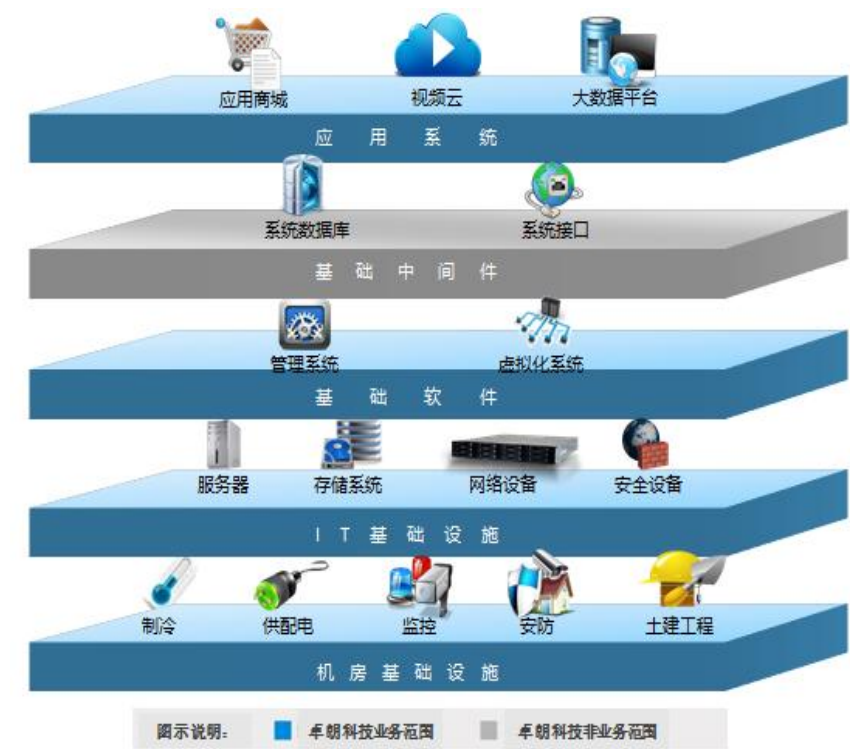 应用商城 视频云 大数据平台
应用系统
系统数据库 系统接口
基础中间件
管理系统 虚拟化系统
基础软件
服务器 存储系统 网络设备 安全设备
IT基础设施
制冷 供配电 监控 安防 土建工程
机房基础设施
图示说明： 卓朗科技业务范围 卓朗科技非业务范围